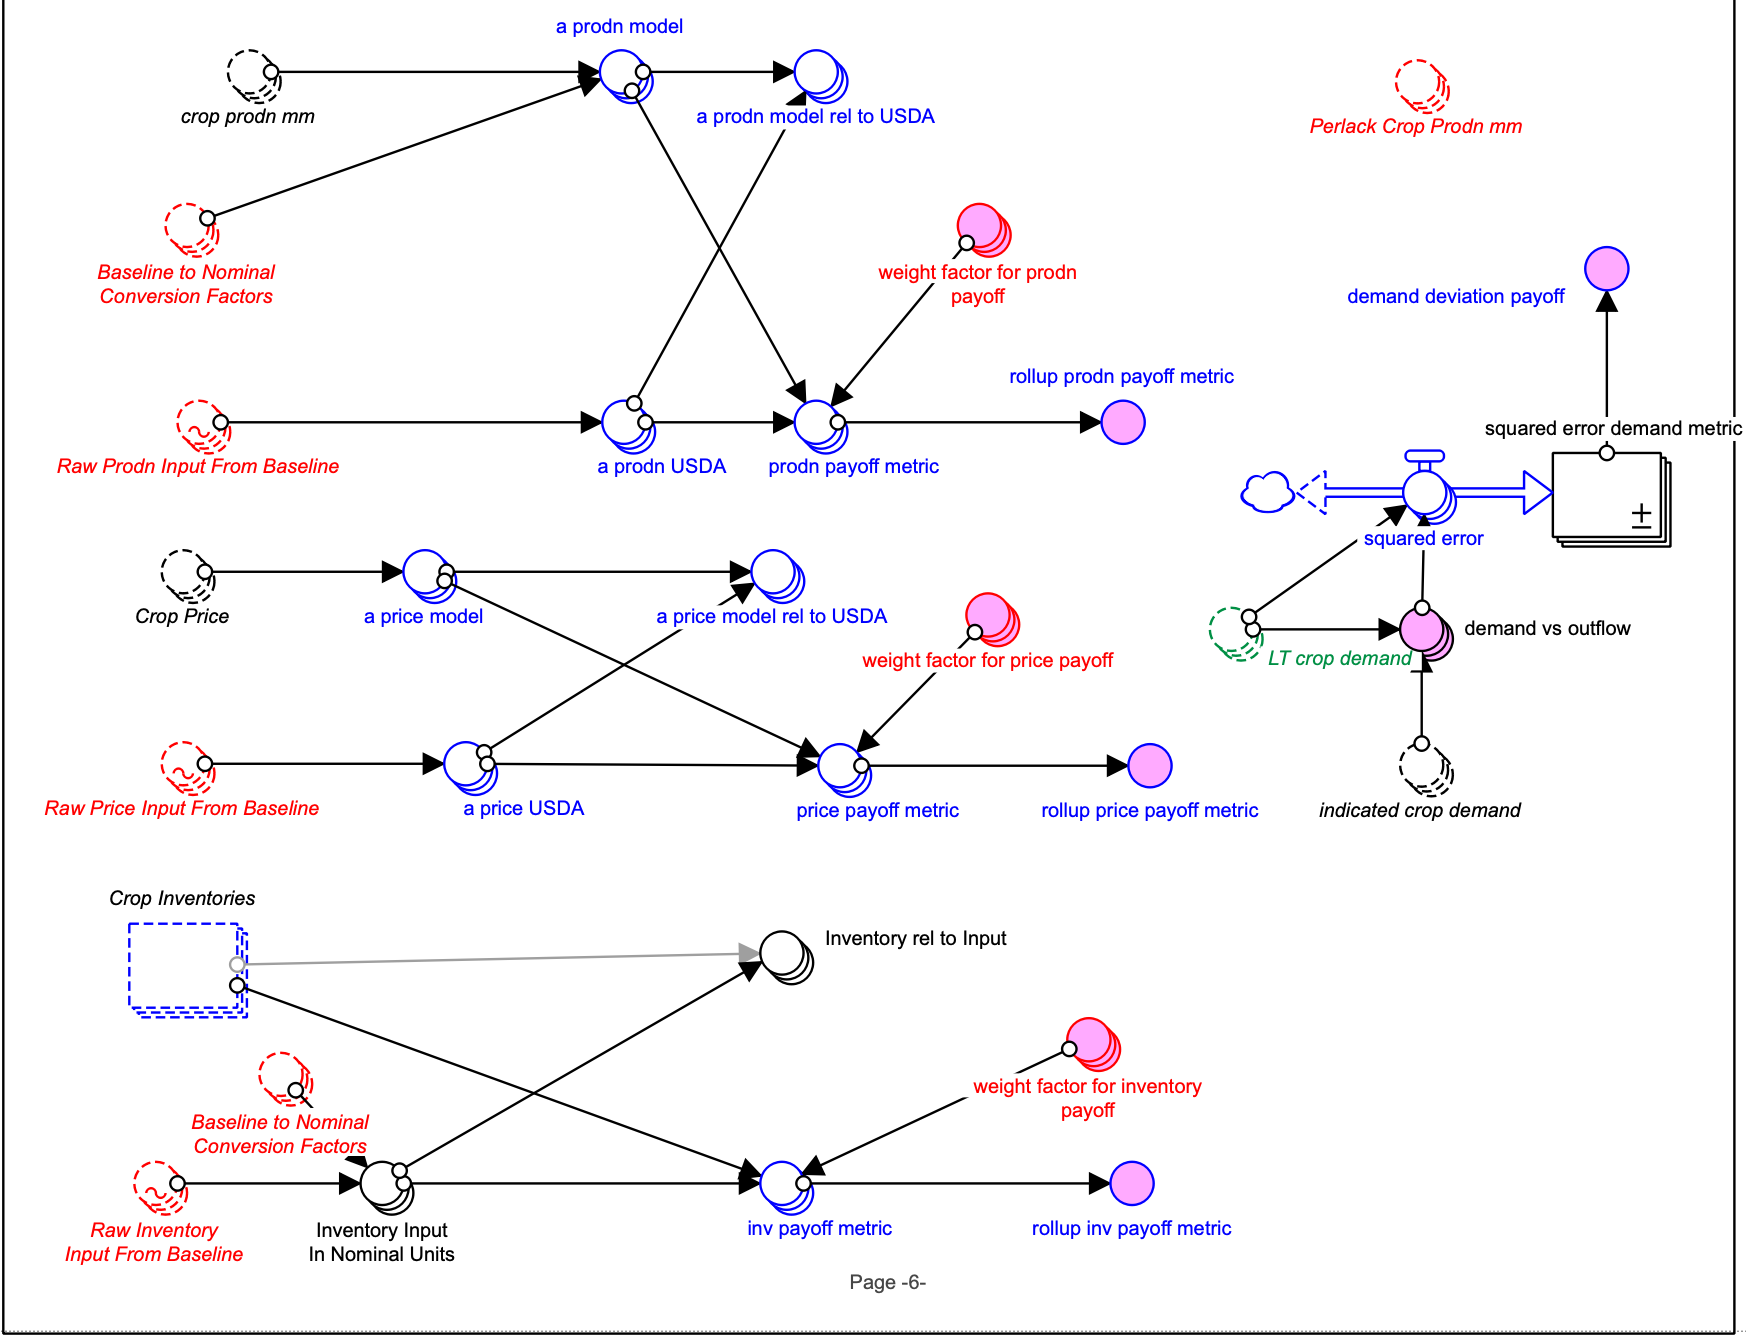 a prodn model
crop prodn mm
a prodn model rel to USDA
Perlack Crop Prodn mm
Baseline to Nominal
Conversion Factors
weight factor for prodn
payoff
demand deviation payoff
rollup prodn payoff metric
squared error demand metric
Raw Prodn Input From Baseline
a prodn USDA
prodn payoff metric
±
squared error
Crop Price
a price model
a price model rel to USDA
demand vs outflow
LT crop demand
weight factor for price payoff
Raw Price Input From Baseline
a price USDA
price payoff metric
rollup price payoff metric
indicated crop demand
Crop Inventories
Inventory rel to Input
weight factor for inventory
payoff
Baseline to Nominal
Conversion Factors
Raw Inventory
Input From Baseline
Inventory Input
In Nominal Units
inv payoff metric
rollup inv payoff metric
Page -6-